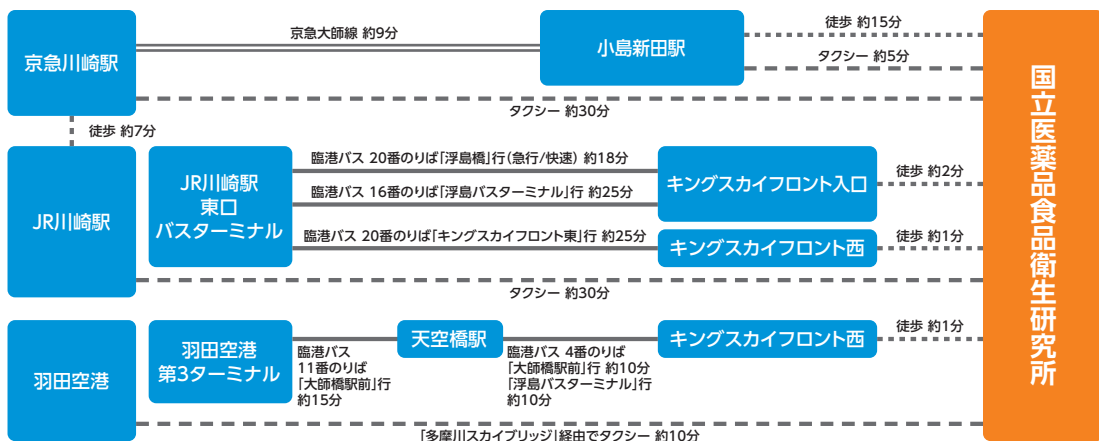 京急川崎駅
京急大師線 約9分
小島新田駅
徒歩 約15分
タクシー 約5分
タクシー 約30分
徒歩 約7分
JR川崎駅
JR川崎駅
東口
バスターミナル
臨港バス 20番のりば「浮島橋」行(急行/快速) 約18分
臨港バス 16番のりば「浮島バスターミナル」行 約25分
キングスカイフロント入口
徒歩 約2分
臨港バス 20番のりば「キングスカイフロント東」行 約25分
キングスカイフロント西
徒歩 約1分
タクシー 約30分
羽田空港
羽田空港
第3ターミナル
臨港バス
11番のりば
「大師橋駅前」行
約15分
天空橋駅
臨港バス 4番のりば
「大師橋駅前」行 約10分
「浮島バスターミナル」行
約10分
キングスカイフロント西
徒歩 約1分
「多摩川スカイブリッジ」経由でタクシー 約10分
国立医薬品食品衛生研究所